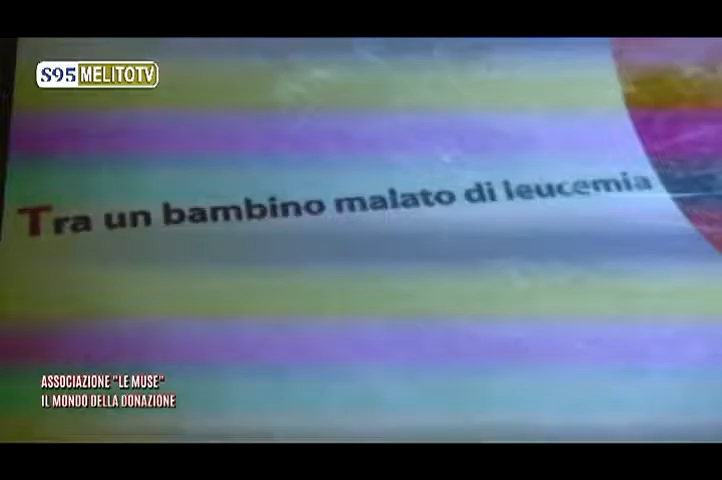 S95 MELITOTV
Tra un bambino malato di leucemia
ASSOCIAZIONE "LE MUSE"
IL MONDO DELLA DONAZIONE